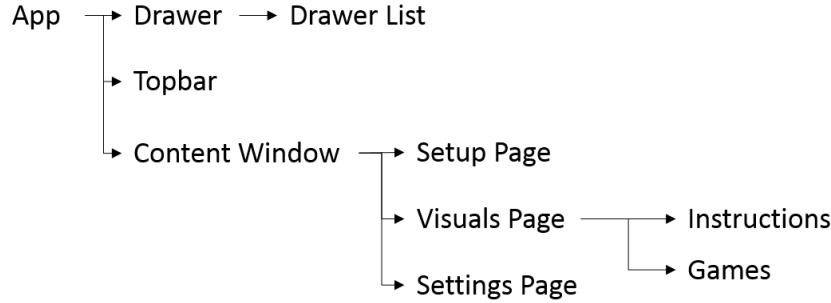 App Drawer Drawer List
Topbar
Content Window Setup Page
Visuals Page Instructions
Games
Settings Page